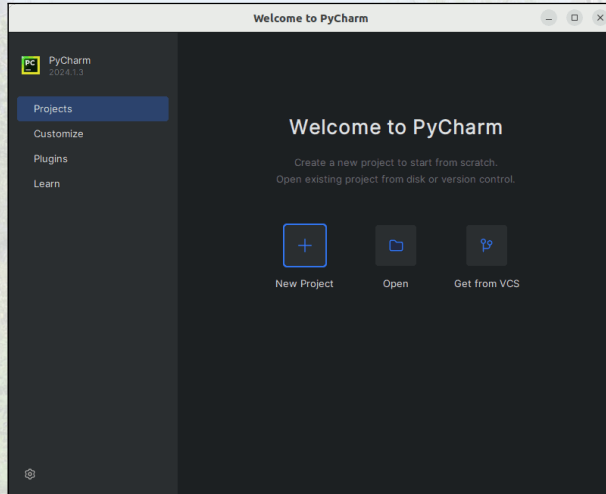 Welcome to PyCharm
PC
PyCharm
2024.1.3
Projects
Customize
Plugins
Learn
Welcome to PyCharm
Create a new project to start from scratch.
Open existing project from disk or version control.
New Project
Open
Get from VCS